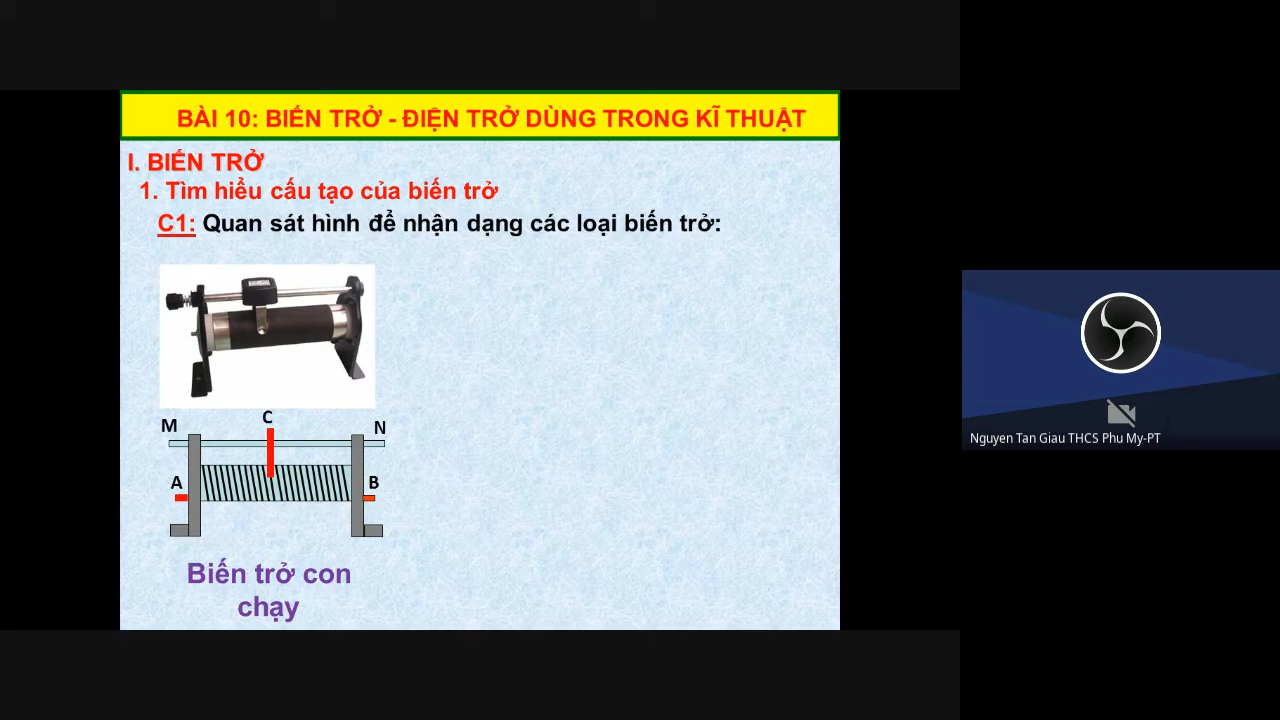 BÀI 10: BIẾN TRỞ - ĐIỆN TRỞ DÙNG TRONG KĨ THUẬT
I. BIẾN TRỞ
1. Tìm hiểu cấu tạo của biến trở
C1: Quan sát hình để nhận dạng các loại biến trở:
M
C
N
A
B
Biến trở con
chạy
Nguyen Tan Giau THCS Phu My-PT